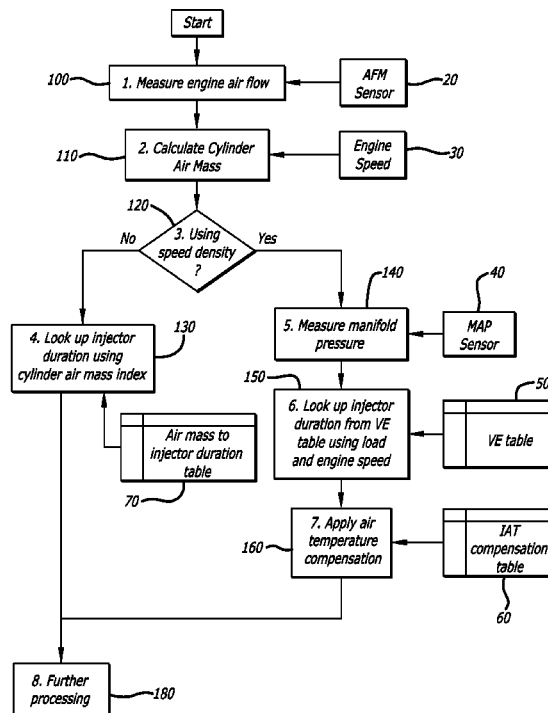 Start
100
1. Measure engine air flow
AFM
Sensor
20
110
2. Calculate Cylinder
Air Mass
Engine
Speed
30
120
No
3. Using
speed density
?
Yes
140
40
4. Look up injector
duration using
cylinder air mass index
130
5. Measure manifold
pressure
MAP
Sensor
150
50
6. Look up injector
duration from VE
table using load
and engine speed
VE table
Air mass to
injector duration
table
70
160
7. Apply air
temperature
compensation
IAT
compensation
table
60
8. Further
processing
180